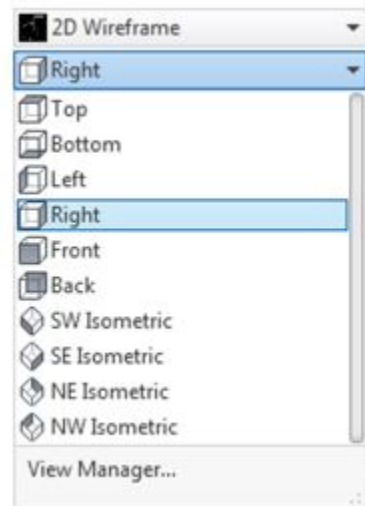 2D Wireframe
Right
Top
Bottom
Left
Right
Front
Back
SW Isometric
SE Isometric
NE Isometric
NW Isometric
View Manager...